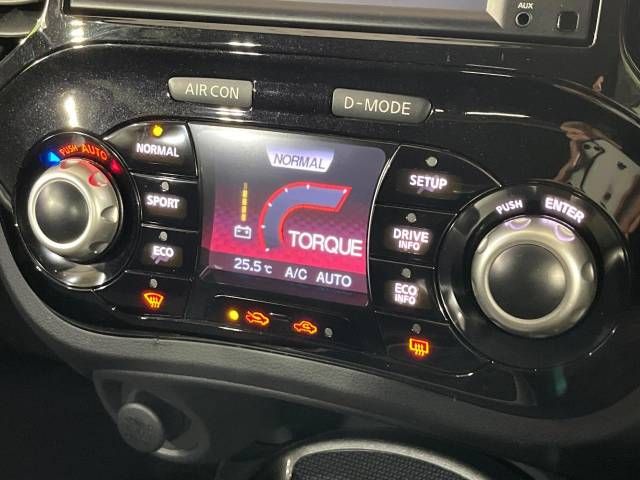 AUX
AIR CON
D-MODE
PUSH AUTO
NORMAL
SPORT
ECO
NORMAL
TORQUE
25.5°C A/C AUTO
SETUP
DRIVE
INFO
ECO
INFO
PUSH ENTER